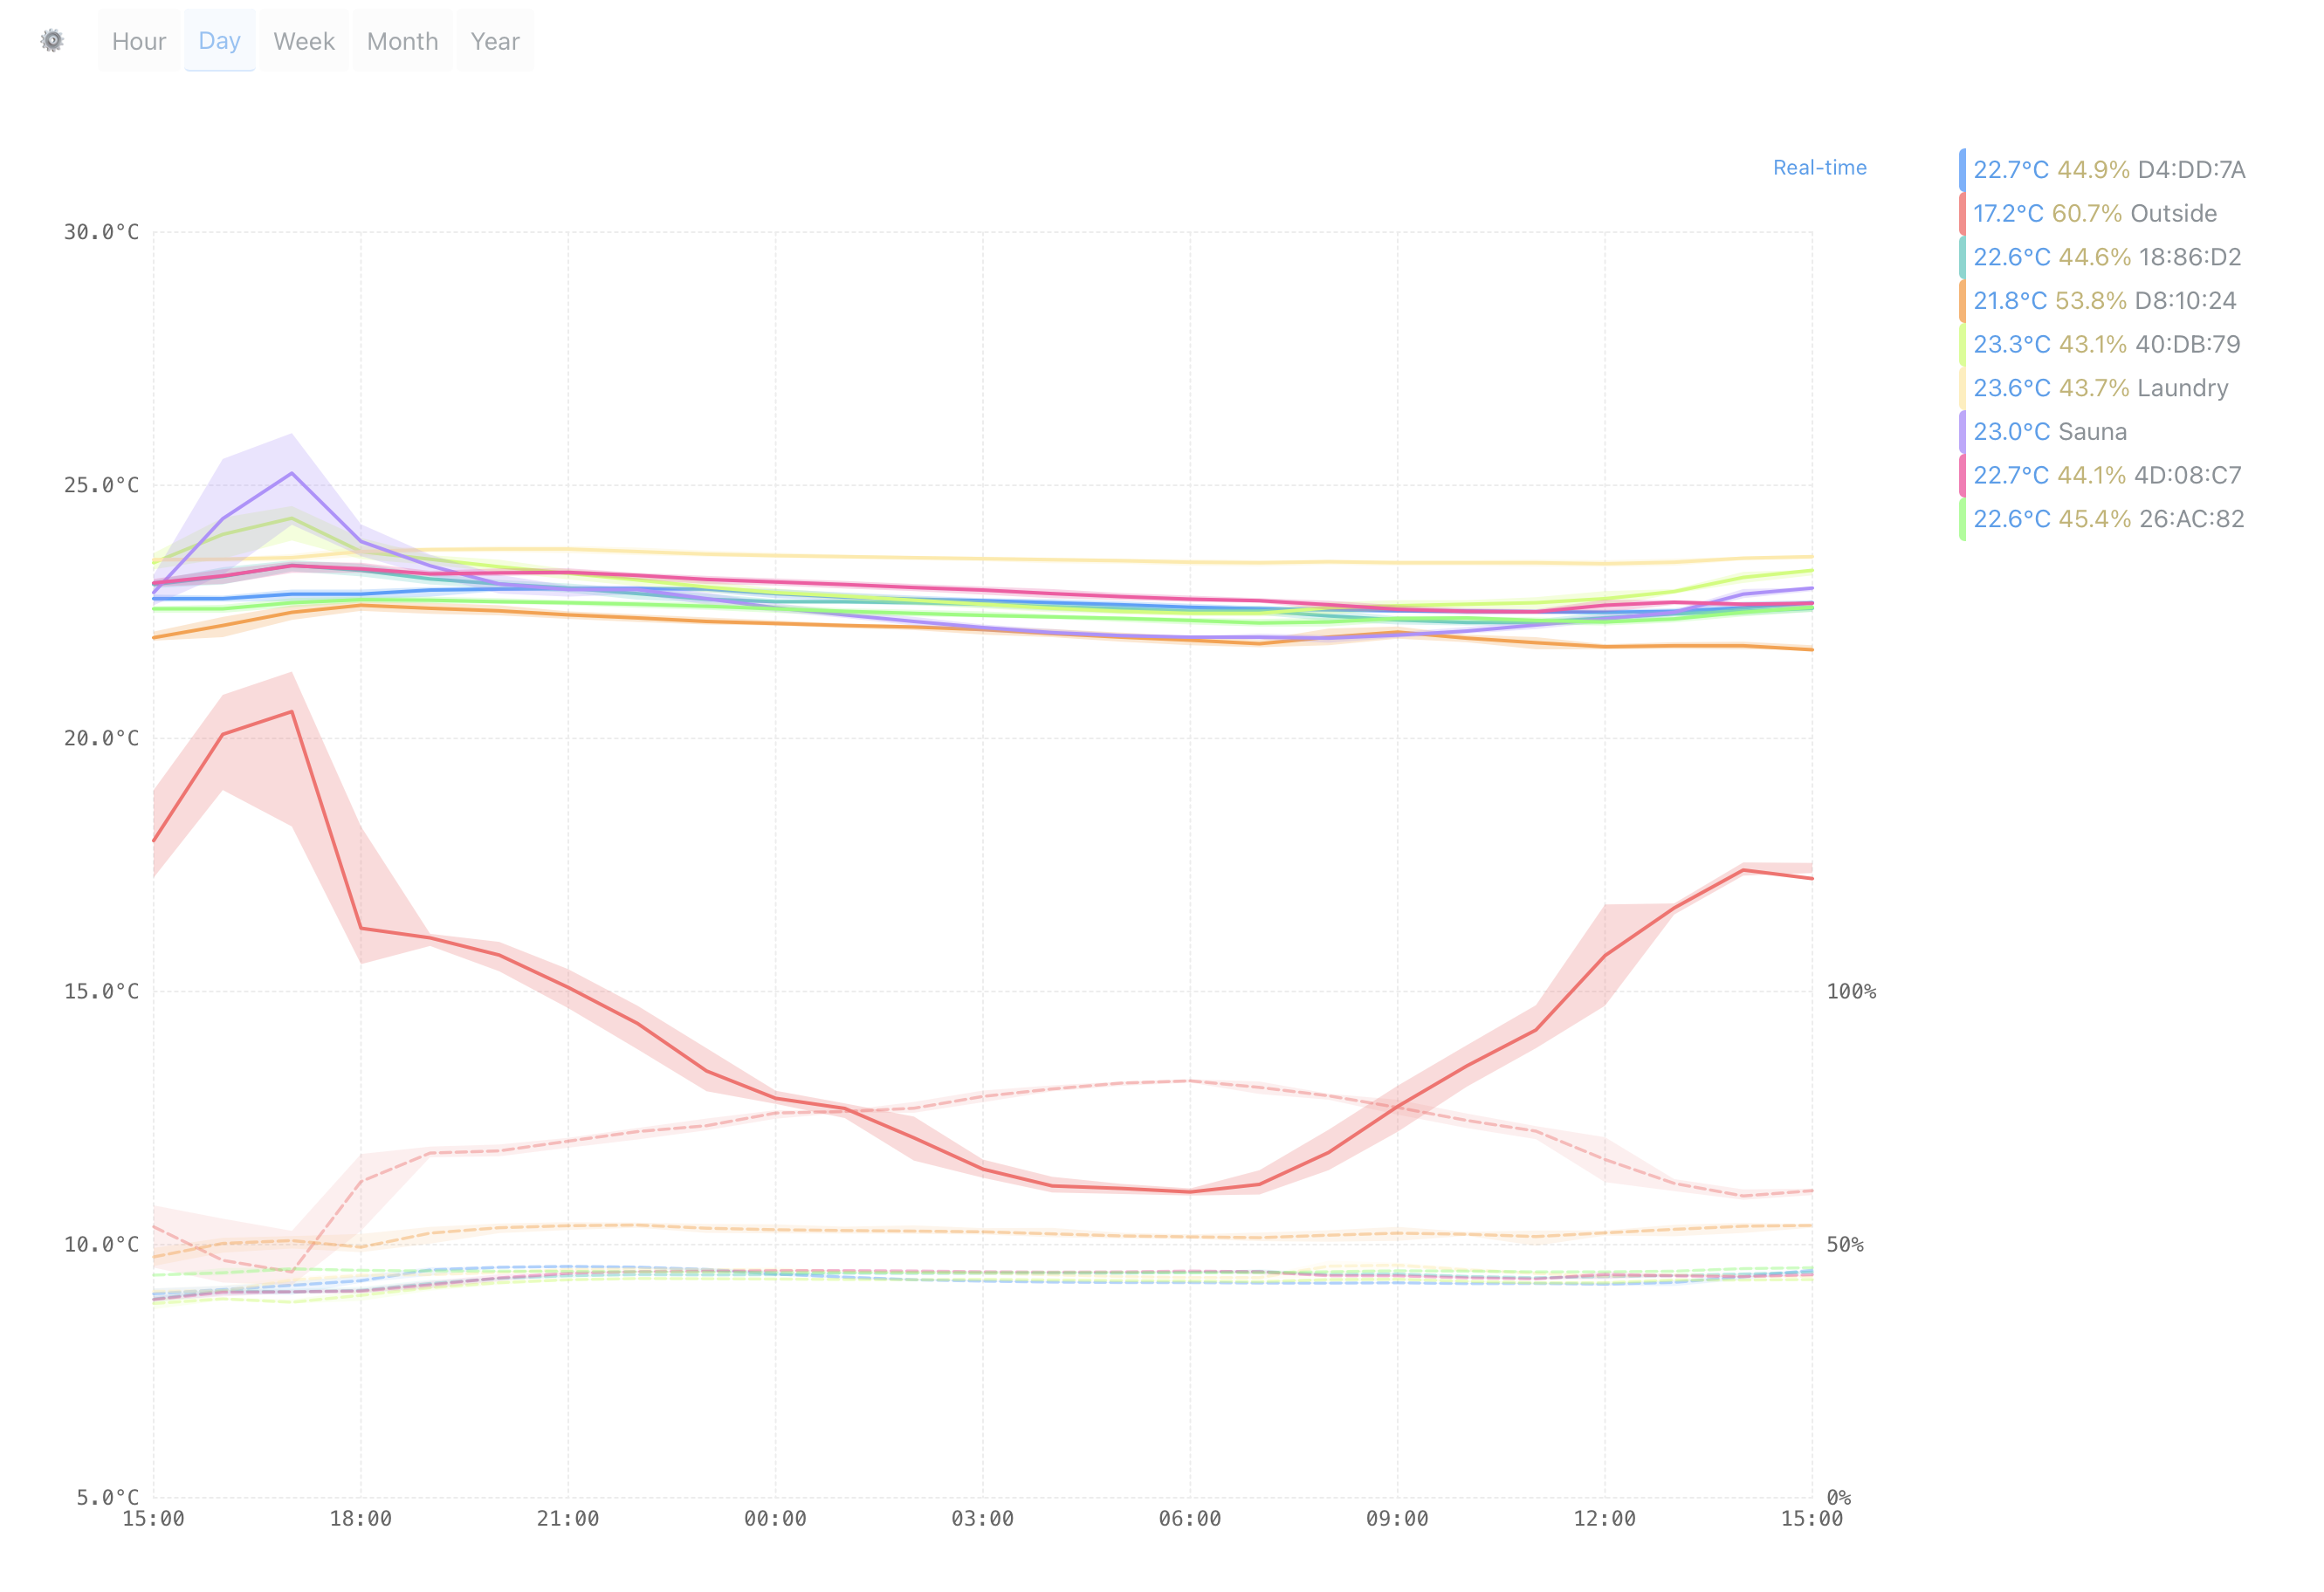 Hour Day Week Month Year
Real-time
22.7°C 44.9% D4:DD:7A
17.2°C 60.7% Outside
22.6°C 44.6% 18:86:D2
21.8°C 53.8% D8:10:24
23.3°C 43.1% 40:DB:79
23.6°C 43.7% Laundry
23.0°C Sauna
22.7°C 44.1% 4D:08:C7
22.6°C 45.4% 26:AC:82
30.0°C
25.0°C
20.0°C
15.0°C 100%
10.0°C 50%
5.0°C 0%
15:00 18:00 21:00 00:00 03:00 06:00 09:00 12:00 15:00